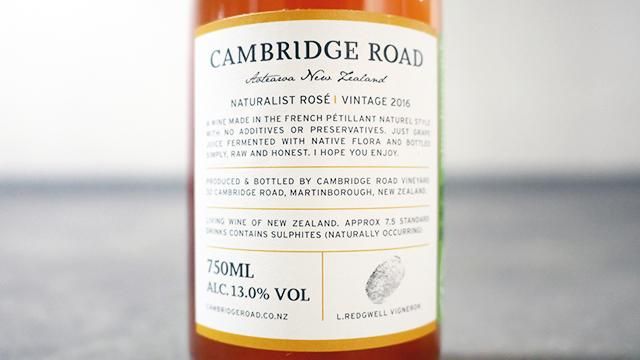 CAMBRIDGE ROAD
Aotearoa New Zealand
NATURALIST ROSÉ | VINTAGE 2016
A WINE MADE IN THE FRENCH PÉTILLANT NATUREL STYLE
WITH NO ADDITIVES OR PRESERVATIVES. JUST GRAPE
JUICE FERMENTED WITH NATIVE FLORA AND BOTTLED
SIMPLY, RAW AND HONEST. I HOPE YOU ENJOY.
PRODUCED & BOTTLED BY CAMBRIDGE ROAD VINEYARD
CAMBRIDGE ROAD, MARTINBOROUGH, NEW ZEALAND.
LIVING WINE OF NEW ZEALAND. APPROX 7.5 STANDARD
DRINKS CONTAINS SULPHITES (NATURALLY OCCURRING)
750ML
ALC. 13.0% VOL
CAMBRIDGEROAD.CO.NZ
L.REDGWELL VIGNERON